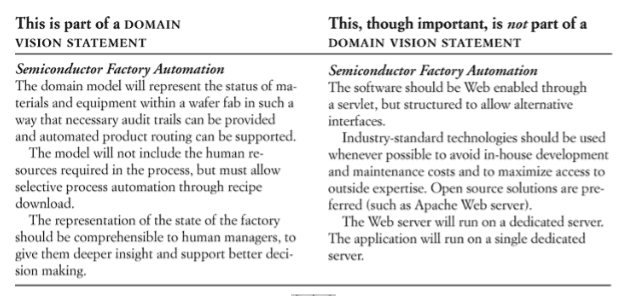 This is part of a DOMAIN
VISION STATEMENT
Semiconductor Factory Automation
The domain model will represent the status of ma-
terials and equipment within a wafer fab in such a
way that necessary audit trails can be provided
and automated product routing can be supported.
The model will not include the human re-
sources required in the process, but must allow
selective process automation through recipe
download.
The representation of the state of the factory
should be comprehensible to human managers, to
give them deeper insight and support better deci-
sion making.
This, though important, is not part of a
DOMAIN VISION STATEMENT
Semiconductor Factory Automation
The software should be Web enabled through
a servlet, but structured to allow alternative
interfaces.
Industry-standard technologies should be used
whenever possible to avoid in-house development
and maintenance costs and to maximize access to
outside expertise. Open source solutions are pre-
ferred (such as Apache Web server).
The Web server will run on a dedicated server.
The application will run on a single dedicated
server.